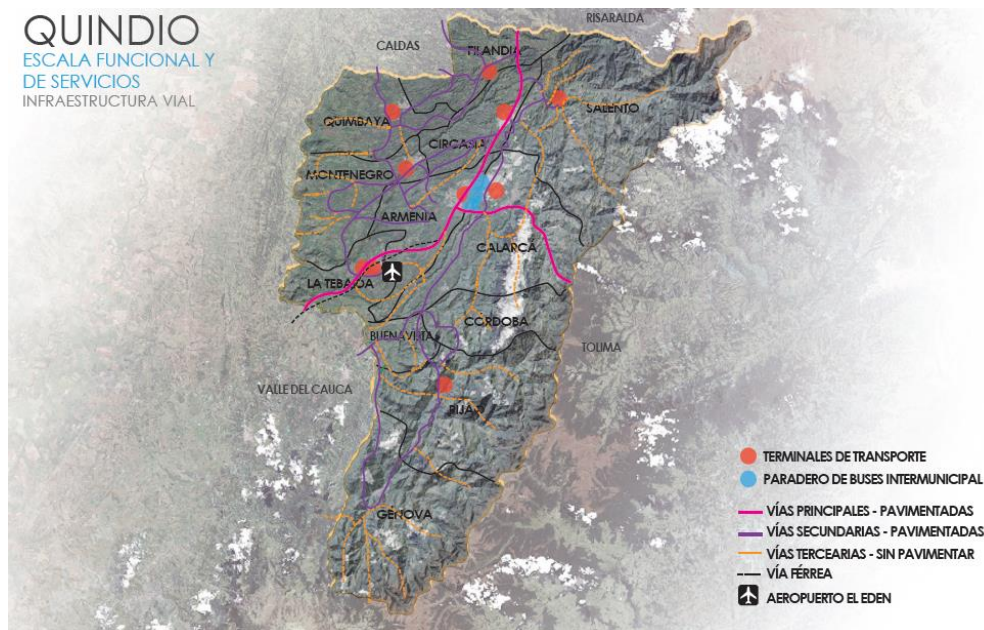 QUINDIO
ESCALA FUNCIONAL Y
DE SERVICIOS
INFRAESTRUCTURA VIAL
RISARALDA
CALDAS
FILANDIA
SALENTO
QUIMBAYA
CIRCASIA
MONTENEGRO
ARMENIA
CALARCÁ
LA TEBAIDA
CORDOBA
BUENAVISTA
TOLIMA
VALLE DEL CAUCA
PIJAO
GÉNOVA
TERMINALES DE TRANSPORTE
PARADERO DE BUSES INTERMUNICIPAL
VÍAS PRINCIPALES - PAVIMENTADAS
VÍAS SECUNDARIAS - PAVIMENTADAS
VÍAS TERCEARIAS - SIN PAVIMENTAR
VÍA FÉRREA
AEROPUERTO EL EDEN